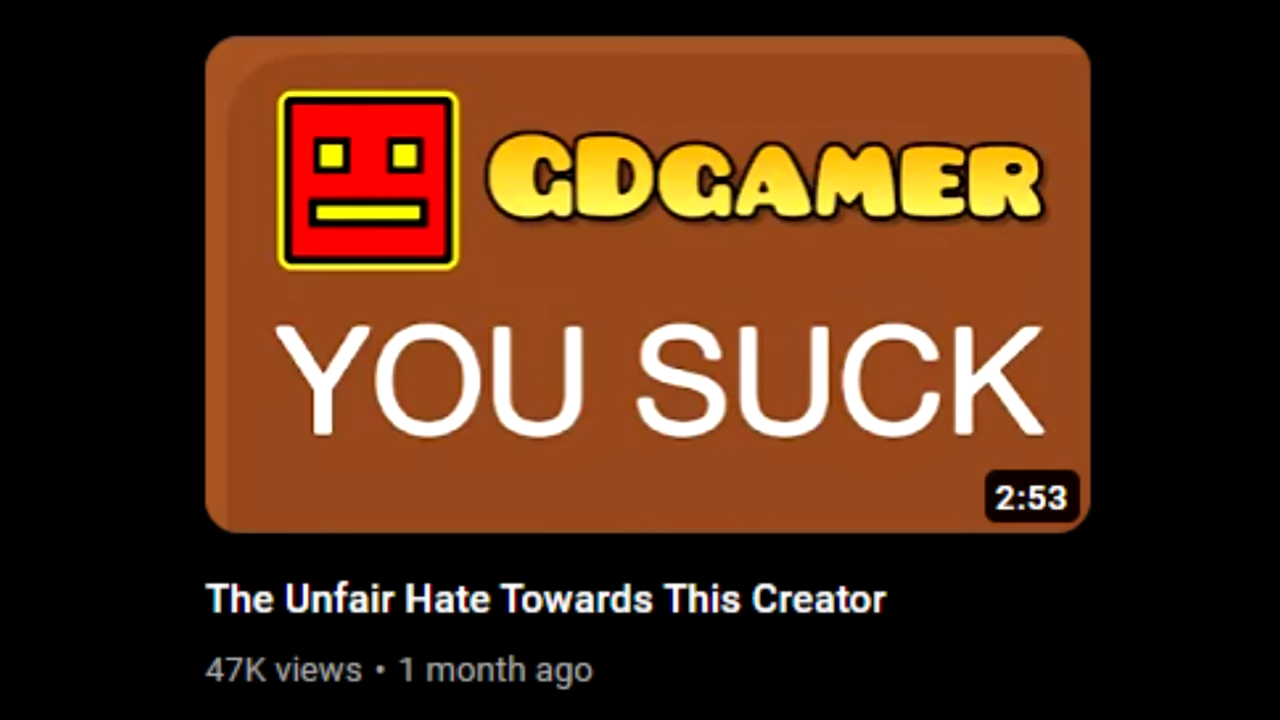 GDGAMER
YOU SUCK
2:53
The Unfair Hate Towards This Creator
47K views • 1 month ago